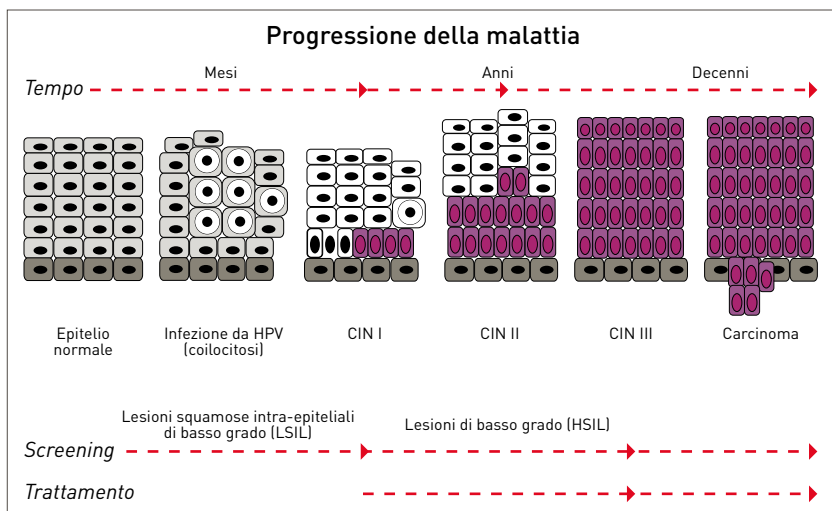 Progressione della malattia
Mesi
Anni
Decenni
Tempo
Epitelio
normale
Infezione da HPV
(coilocitosi)
CIN I
CIN II
CIN III
Carcinoma
Lesioni squamose intra-epiteliali
di basso grado (LSIL)
Lesioni di basso grado (HSIL)
Screening
Trattamento